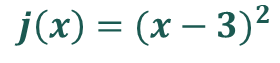 j(x) = (x − 3)²